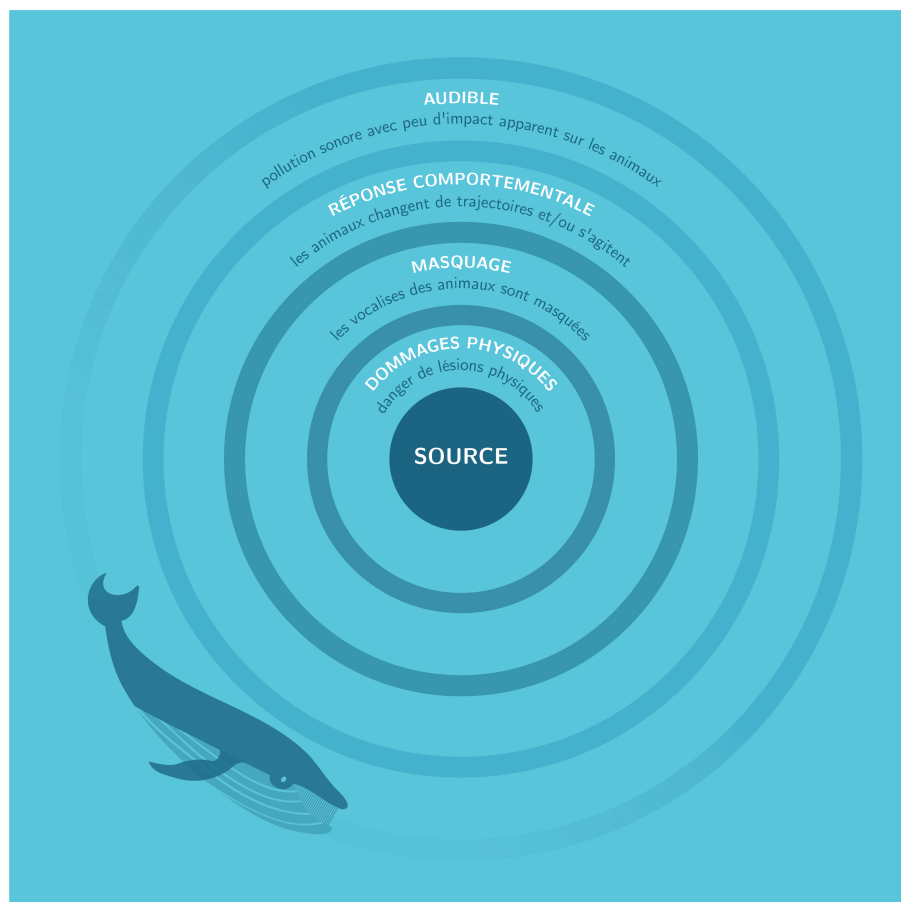 AUDIBLE
pollution sonore avec peu d'impact apparent sur les animaux
RÉPONSE COMPORTEMENTALE
les animaux changent de trajectoires et/ou s'agitent
MASQUAGE
les vocalises des animaux sont masquées
DOMMAGES PHYSIQUES
danger de lésions physiques
SOURCE